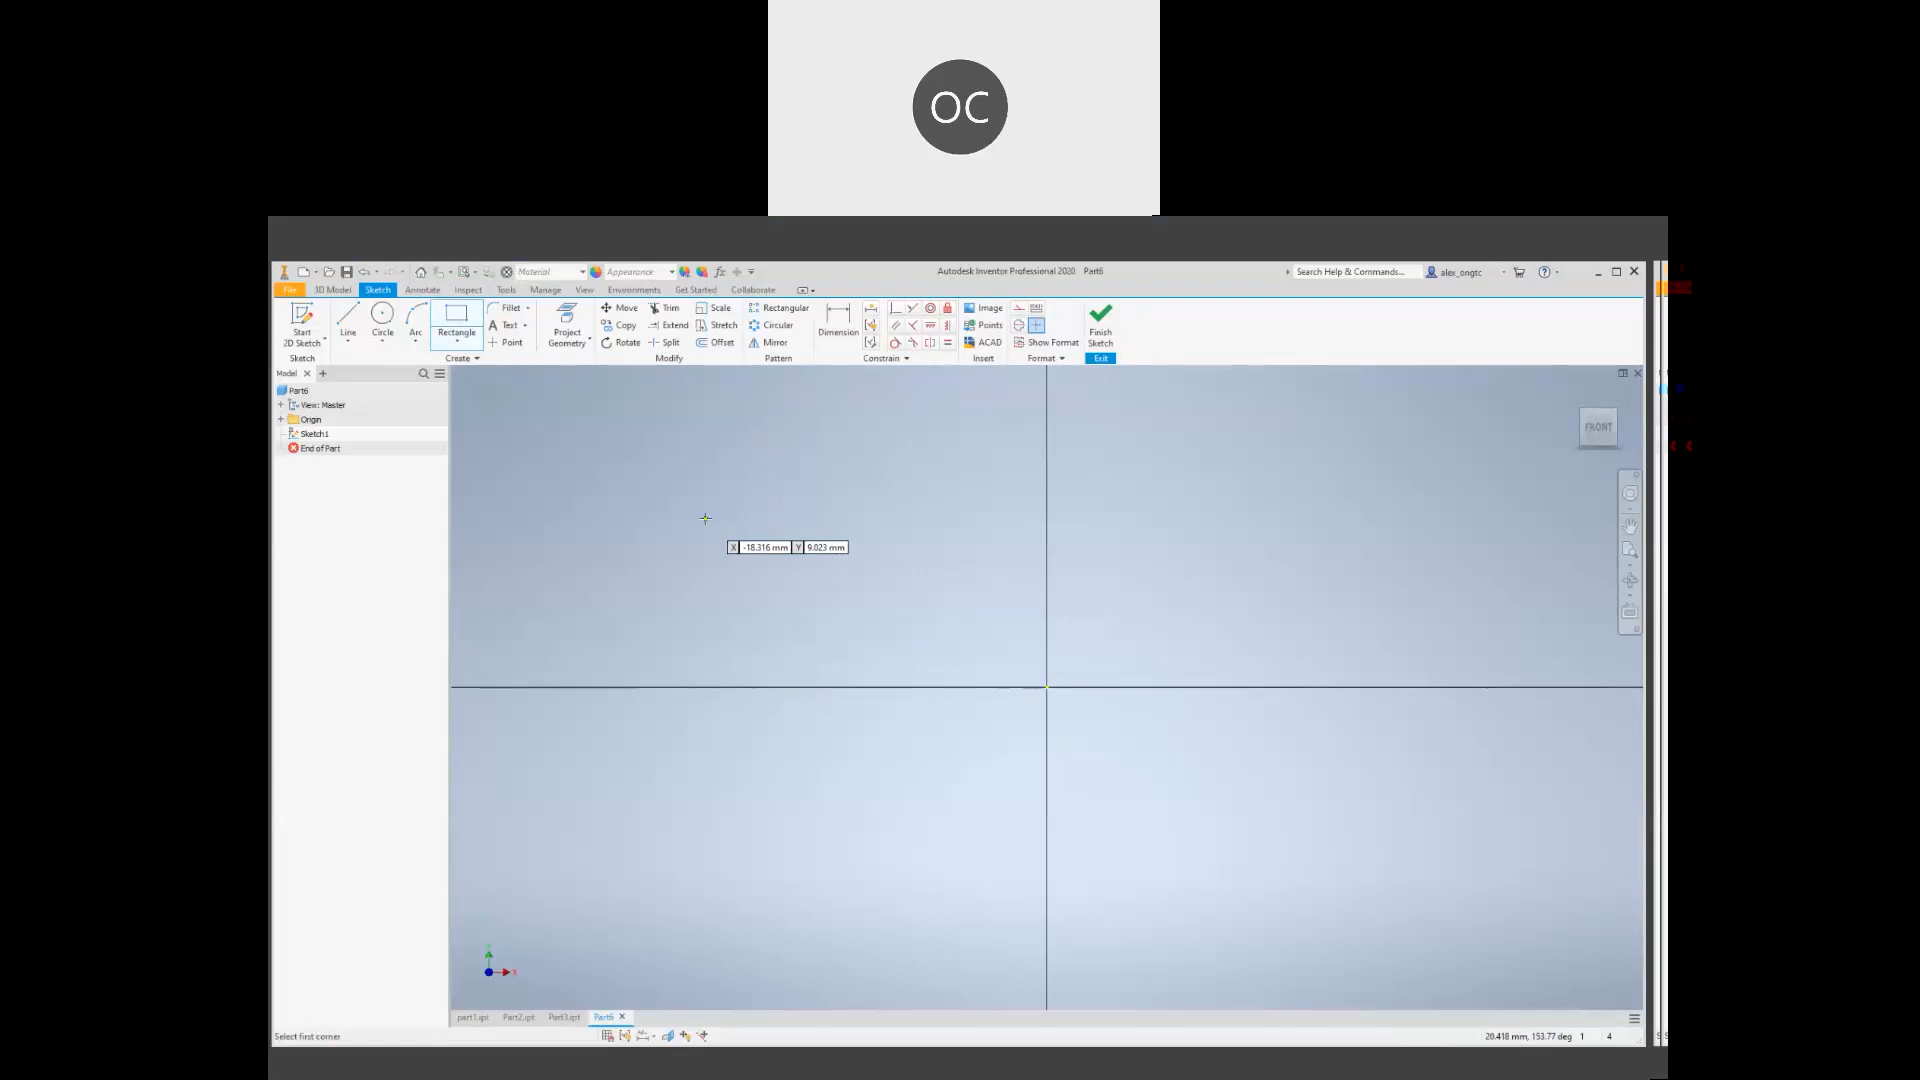 OC
Material
Appearance
Autodesk Inventor Professional 2020 Part6
Search Help & Commands...
alex_ongtc
File 3D Model Sketch Annotate Inspect Tools Manage View Environments Get Started Collaborate
Start
2D Sketch
Line
Circle
Arc
Rectangle
Fillet
Text
Point
Project
Geometry
Move
Copy
Rotate
Trim
Extend
Split
Scale
Stretch
Offset
Rectangular
Circular
Mirror
Dimension
Image
Points
ACAD
Show Format
Finish
Sketch
Sketch Create Modify Pattern Constrain Insert Format Exit
Model
Part6
View: Master
Origin
Sketch1
End of Part
FRONT
X -18.316 mm Y 9.023 mm
X
part1.ipt Part2.ipt Part3.ipt Part6
Select first corner
20.418 mm, 153.77 deg 1 4